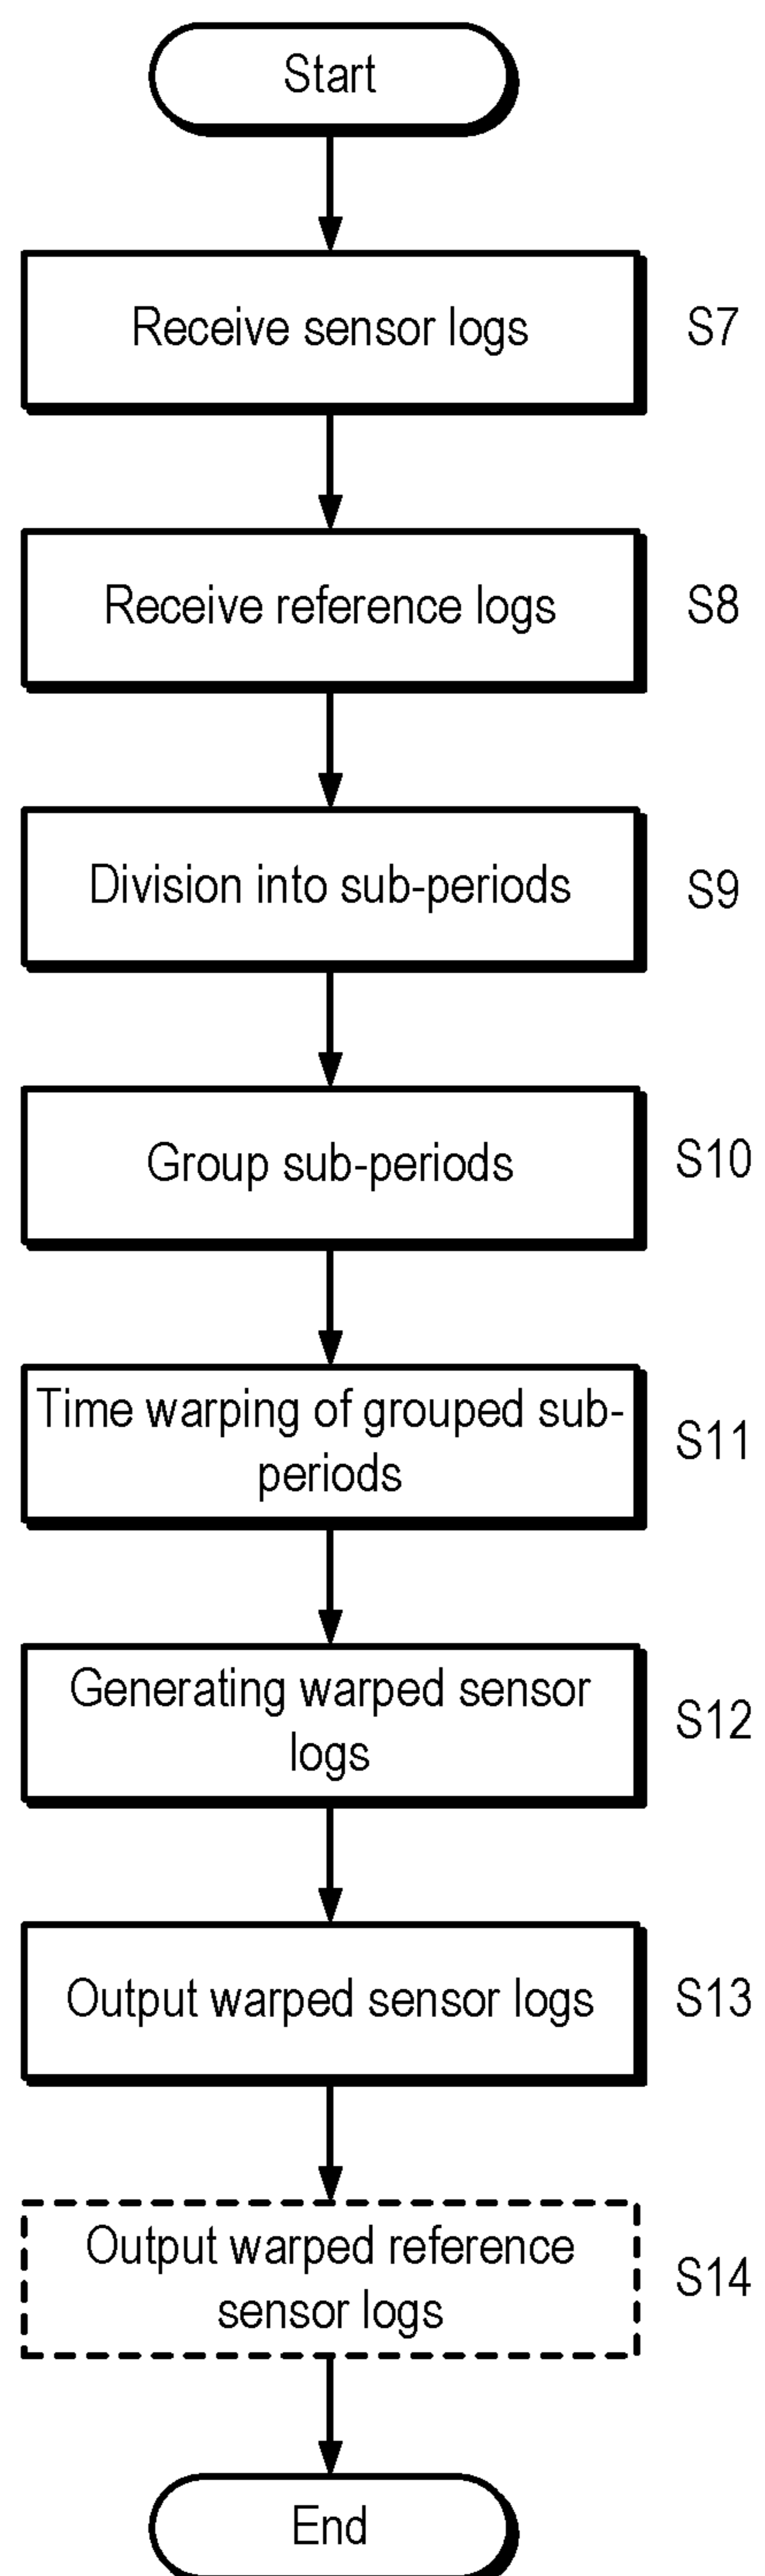 Start
Receive sensor logs
S7
Receive reference logs
S8
Division into sub-periods
S9
Group sub-periods
S10
Time warping of grouped sub-
periods
S11
Generating warped sensor
logs
S12
Output warped sensor logs
S13
Output warped reference
sensor logs
S14
End